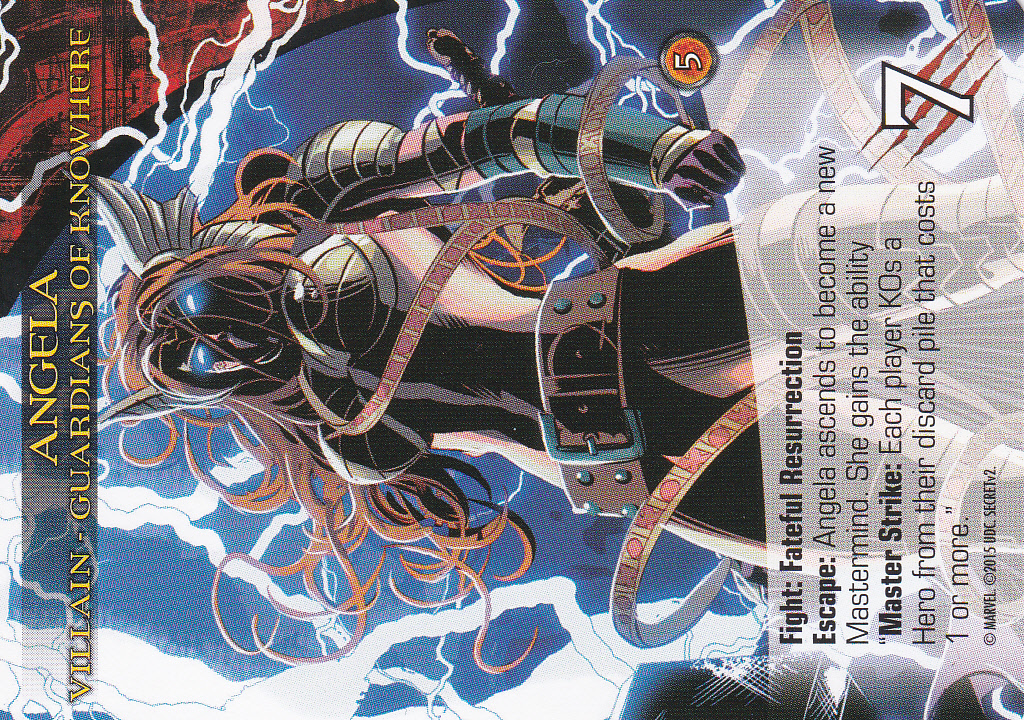 ANGELA
VILLAIN - GUARDIANS OF KNOWHERE
5
Fight: Fateful Resurrection
Escape: Angela ascends to become a new
Mastermind. She gains the ability
“Master Strike: Each player KOs a
Hero from their discard pile that costs
1 or more.”
7
© MARVEL. ©2015 UDC. SECRETv2.